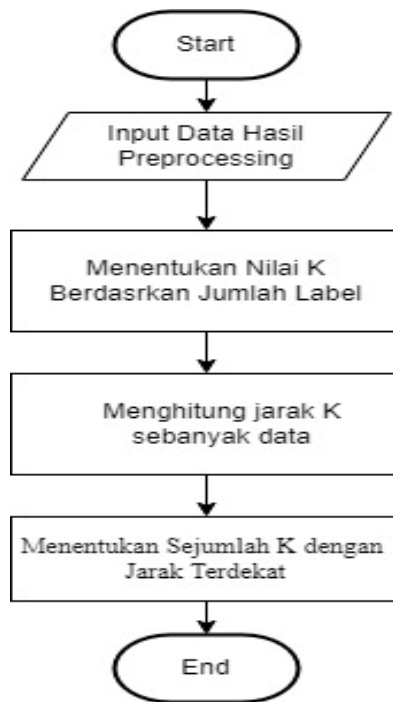 Start
Input Data Hasil
Preprocessing
Menentukan Nilai K
Berdasrkan Jumlah Label
Menghitung jarak K
sebanyak data
Menentukan Sejumlah K dengan
Jarak Terdekat
End